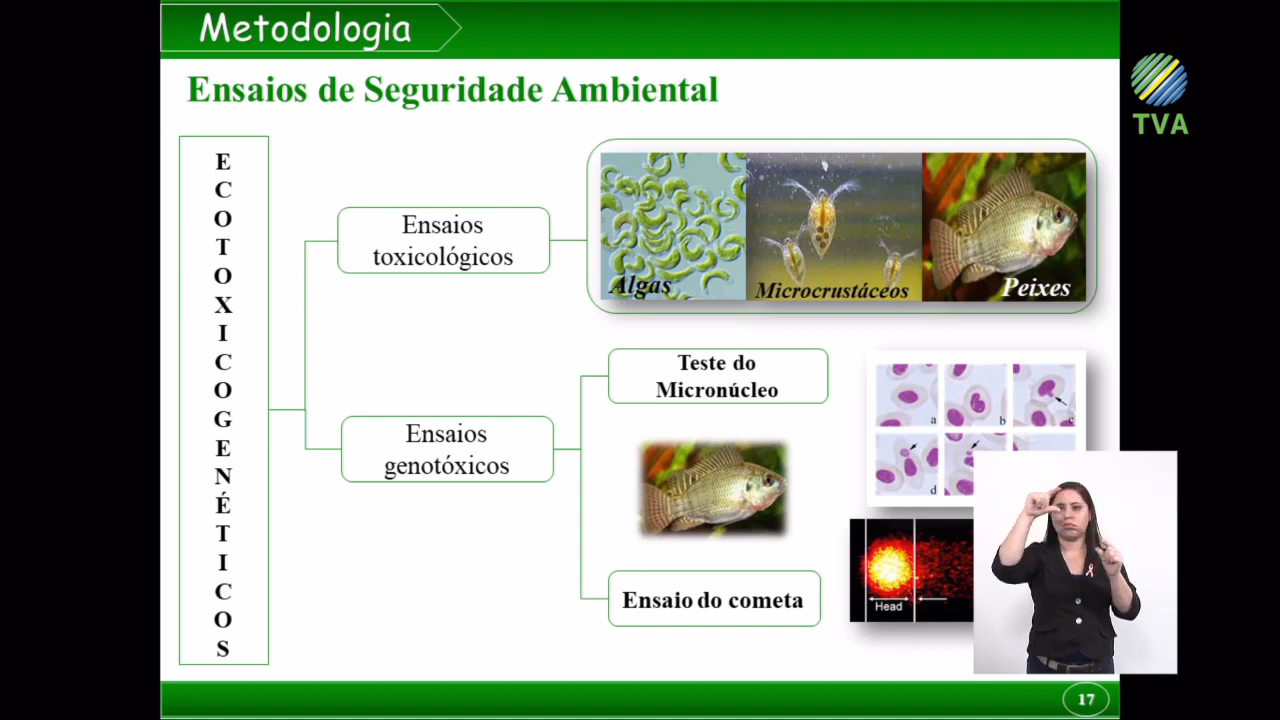 Metodologia
Ensaios de Seguridade Ambiental
TVA
E
C
O
T
O
X
I
C
O
G
E
N
É
T
I
C
O
S
Ensaios
toxicológicos
Algas
Microcrustáceos
Peixes
Ensaios
genotóxicos
Teste do
Micronúcleo
a
b
c
d
Ensaio do cometa
Head
17